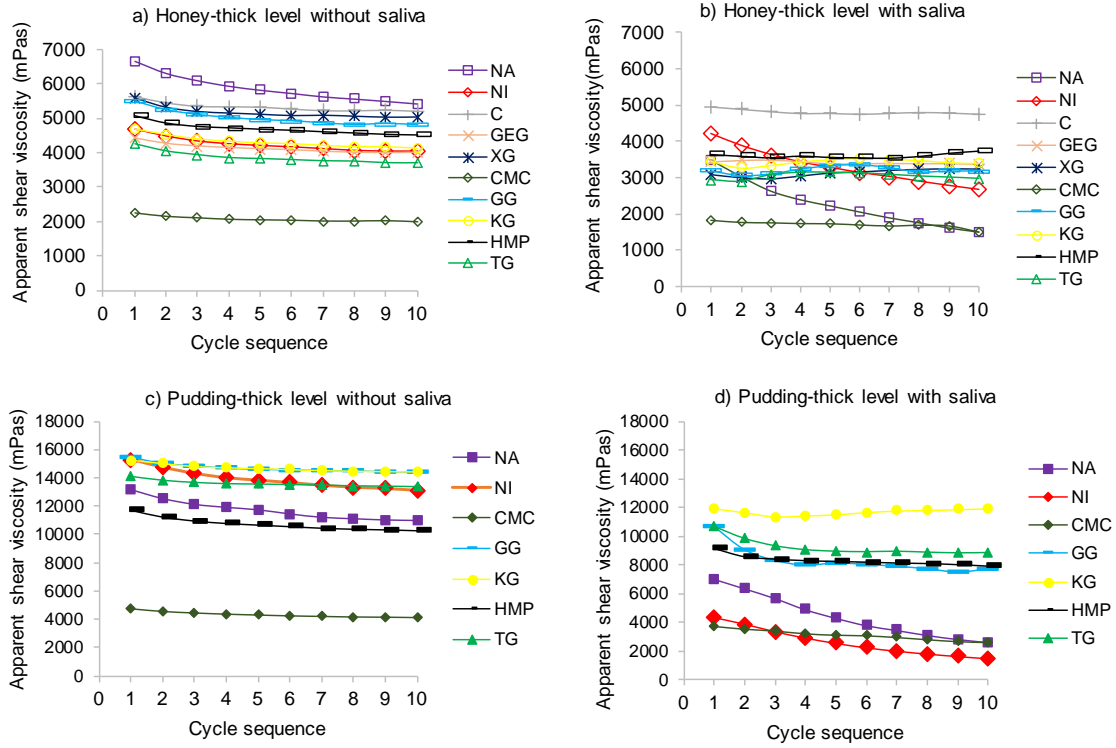 a) Honey-thick level without saliva
Apparent shear viscosity (mPas)
7000
6000
5000
4000
3000
2000
1000
0
0 1 2 3 4 5 6 7 8 9 10
Cycle sequence
NA
NI
C
GEG
XG
CMC
GG
KG
HMP
TG
b) Honey-thick level with saliva
Apparent shear viscosity(mPas)
7000
6000
5000
4000
3000
2000
1000
0
0 1 2 3 4 5 6 7 8 9 10
Cycle sequence
NA
NI
C
GEG
XG
CMC
GG
KG
HMP
TG
c) Pudding-thick level without saliva
Apparent shear viscosity (mPas)
18000
16000
14000
12000
10000
8000
6000
4000
2000
0
0 1 2 3 4 5 6 7 8 9 10
Cycle sequence
NA
NI
CMC
GG
KG
HMP
TG
d) Pudding-thick level with saliva
Apparent shear viscosity (mPas)
18000
16000
14000
12000
10000
8000
6000
4000
2000
0
0 1 2 3 4 5 6 7 8 9 10
Cycle sequence
NA
NI
CMC
GG
KG
HMP
TG